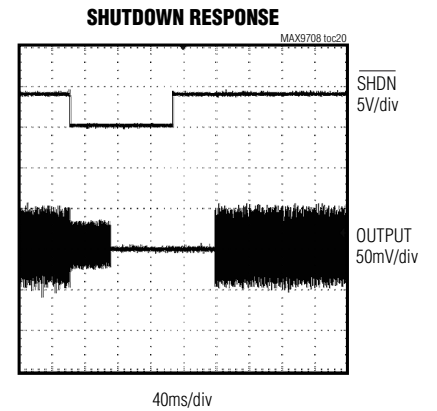 SHUTDOWN RESPONSE
MAX9708 toc20
SHDN
5V/div
OUTPUT
50mV/div
40ms/div